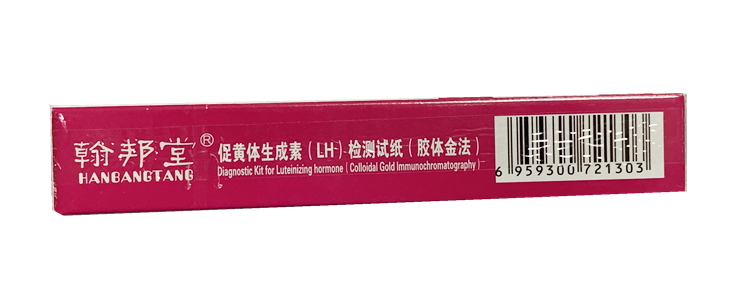 翰邦堂®
HANBANGTANG
促黄体生成素（LH）检测试纸（胶体金法）
Diagnostic Kit for Luteinizing hormone（Colloidal Gold Immunochromatography）
6 959300 721303